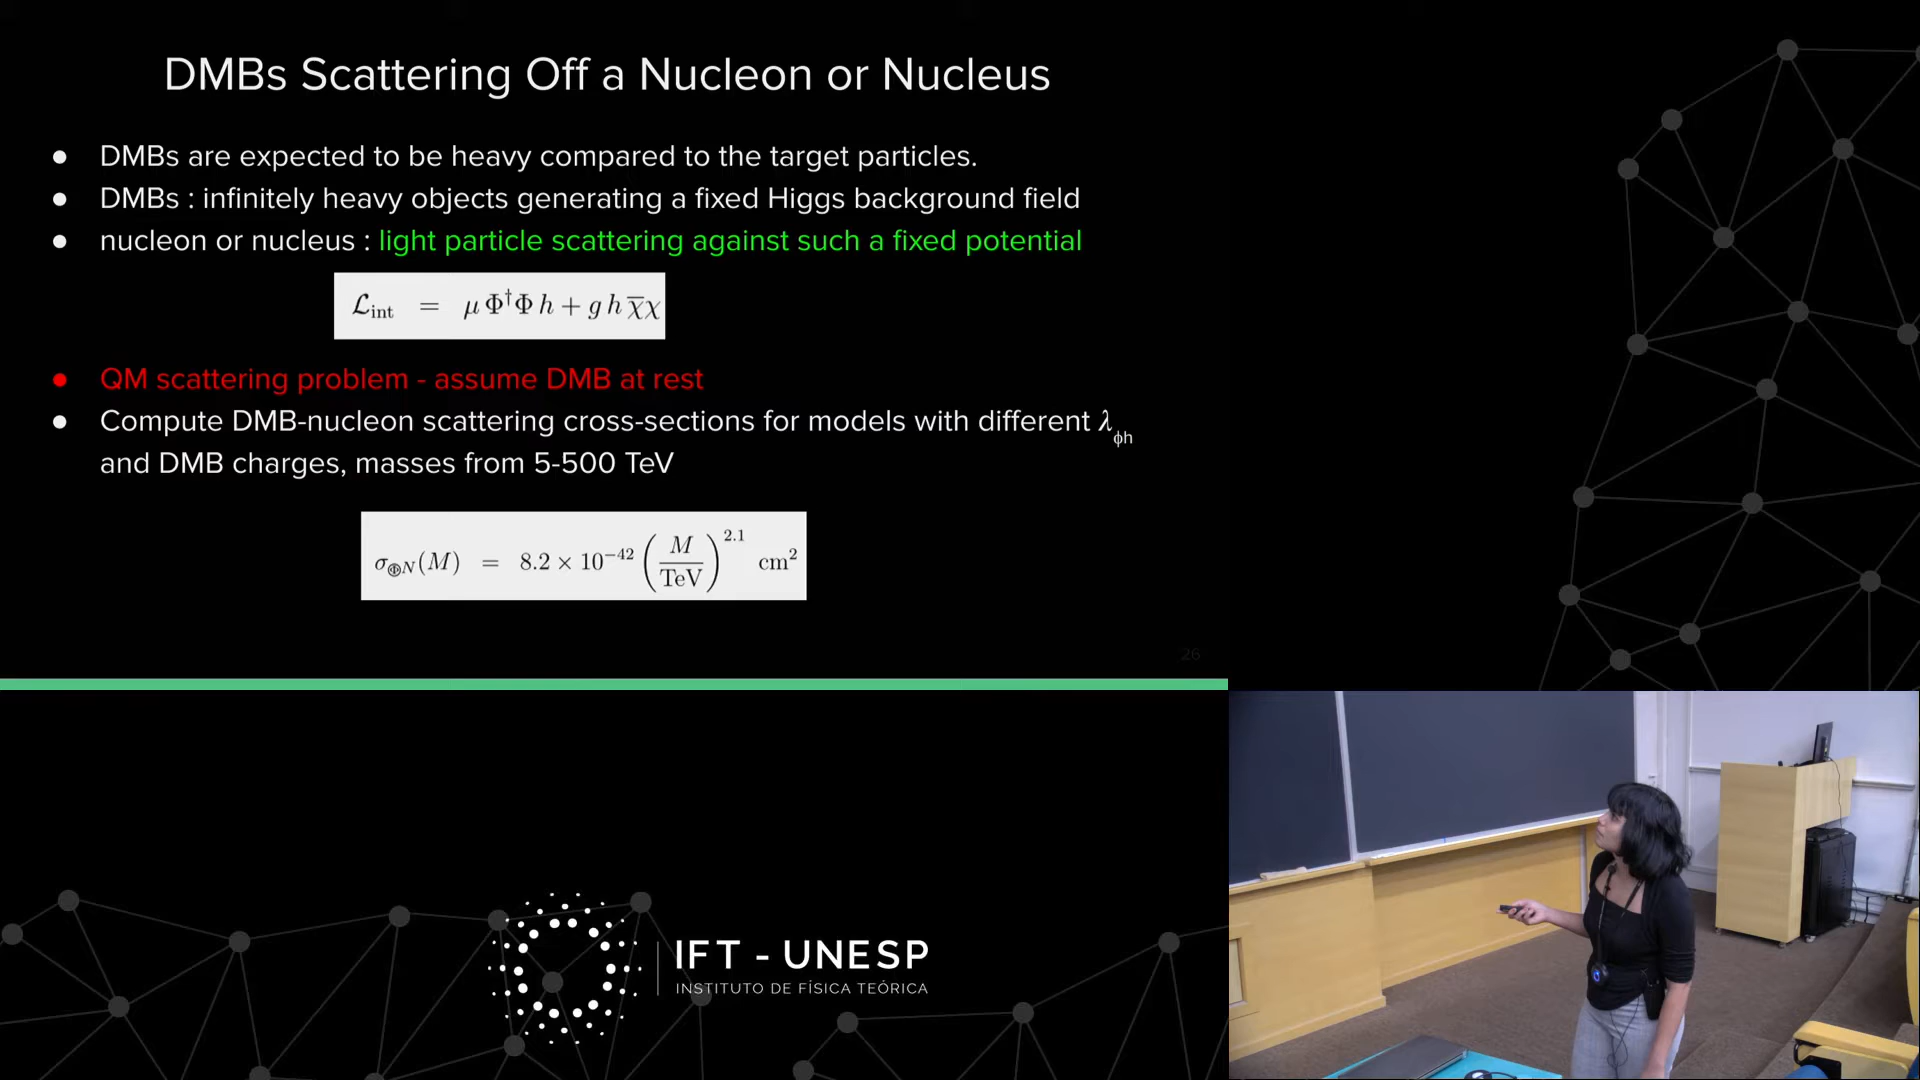 DMBs Scattering Off a Nucleon or Nucleus
● DMBs are expected to be heavy compared to the target particles.
● DMBs : infinitely heavy objects generating a fixed Higgs background field
● nucleon or nucleus : light particle scattering against such a fixed potential
ℒ_int = μ Φ†Φ h + g h χ̄χ
● QM scattering problem - assume DMB at rest
● Compute DMB-nucleon scattering cross-sections for models with different λ_ϕh
and DMB charges, masses from 5-500 TeV
σ_ⓅN(M) = 8.2 × 10⁻⁴² (M/TeV)^2.1 cm²
26
IFT - UNESP
INSTITUTO DE FÍSICA TEÓRICA